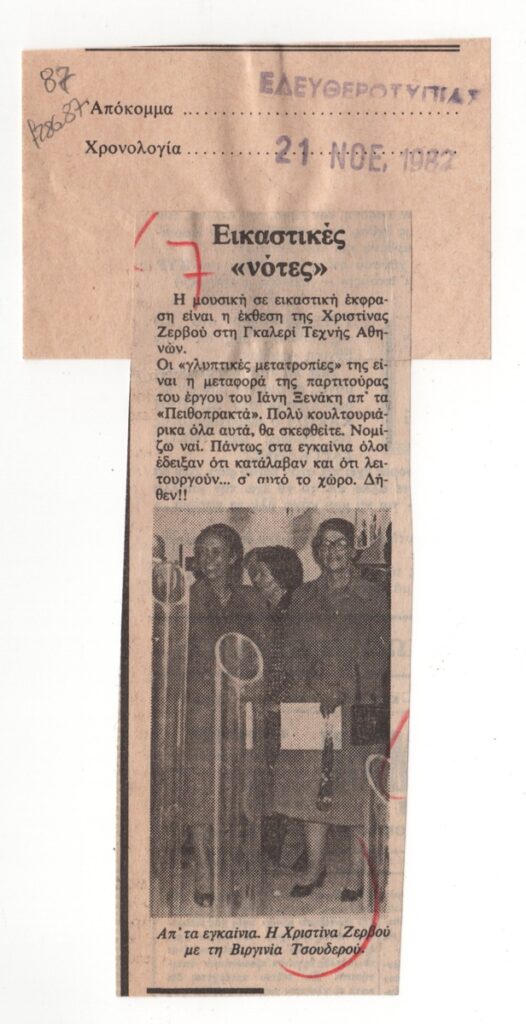 87
Απόκομμα
ΕΛΕΥΘΕΡΟΤΥΠΙΑΣ
Χρονολογία
21 ΝΟΕ. 1982
7
Εικαστικές
«νότες»
Η μουσική σε εικαστική έκφρα-
ση είναι η έκθεση της Χριστίνας
Ζερβού στη Γκαλερί Τεχνής Αθη-
νών.
Οι «γλυπτικές μετατροπίες» της εί-
ναι η μεταφορά της παρτιτούρας
του έργου του Ιάνη Ξενάκη απ' τα
«Πειθοπρακτά». Πολύ κουλτουριά-
ρικα όλα αυτά, θα σκεφθείτε. Νομί-
ζω ναί. Πάντως στα εγκαίνια όλοι
έδειξαν ότι κατάλαβαν και ότι λει-
τουργούν... σ' αυτό το χώρο. Δή-
θεν!!
Απ' τα εγκαίνια. Η Χριστίνα Ζερβού
με τη Βιργινία Τσουδερού.